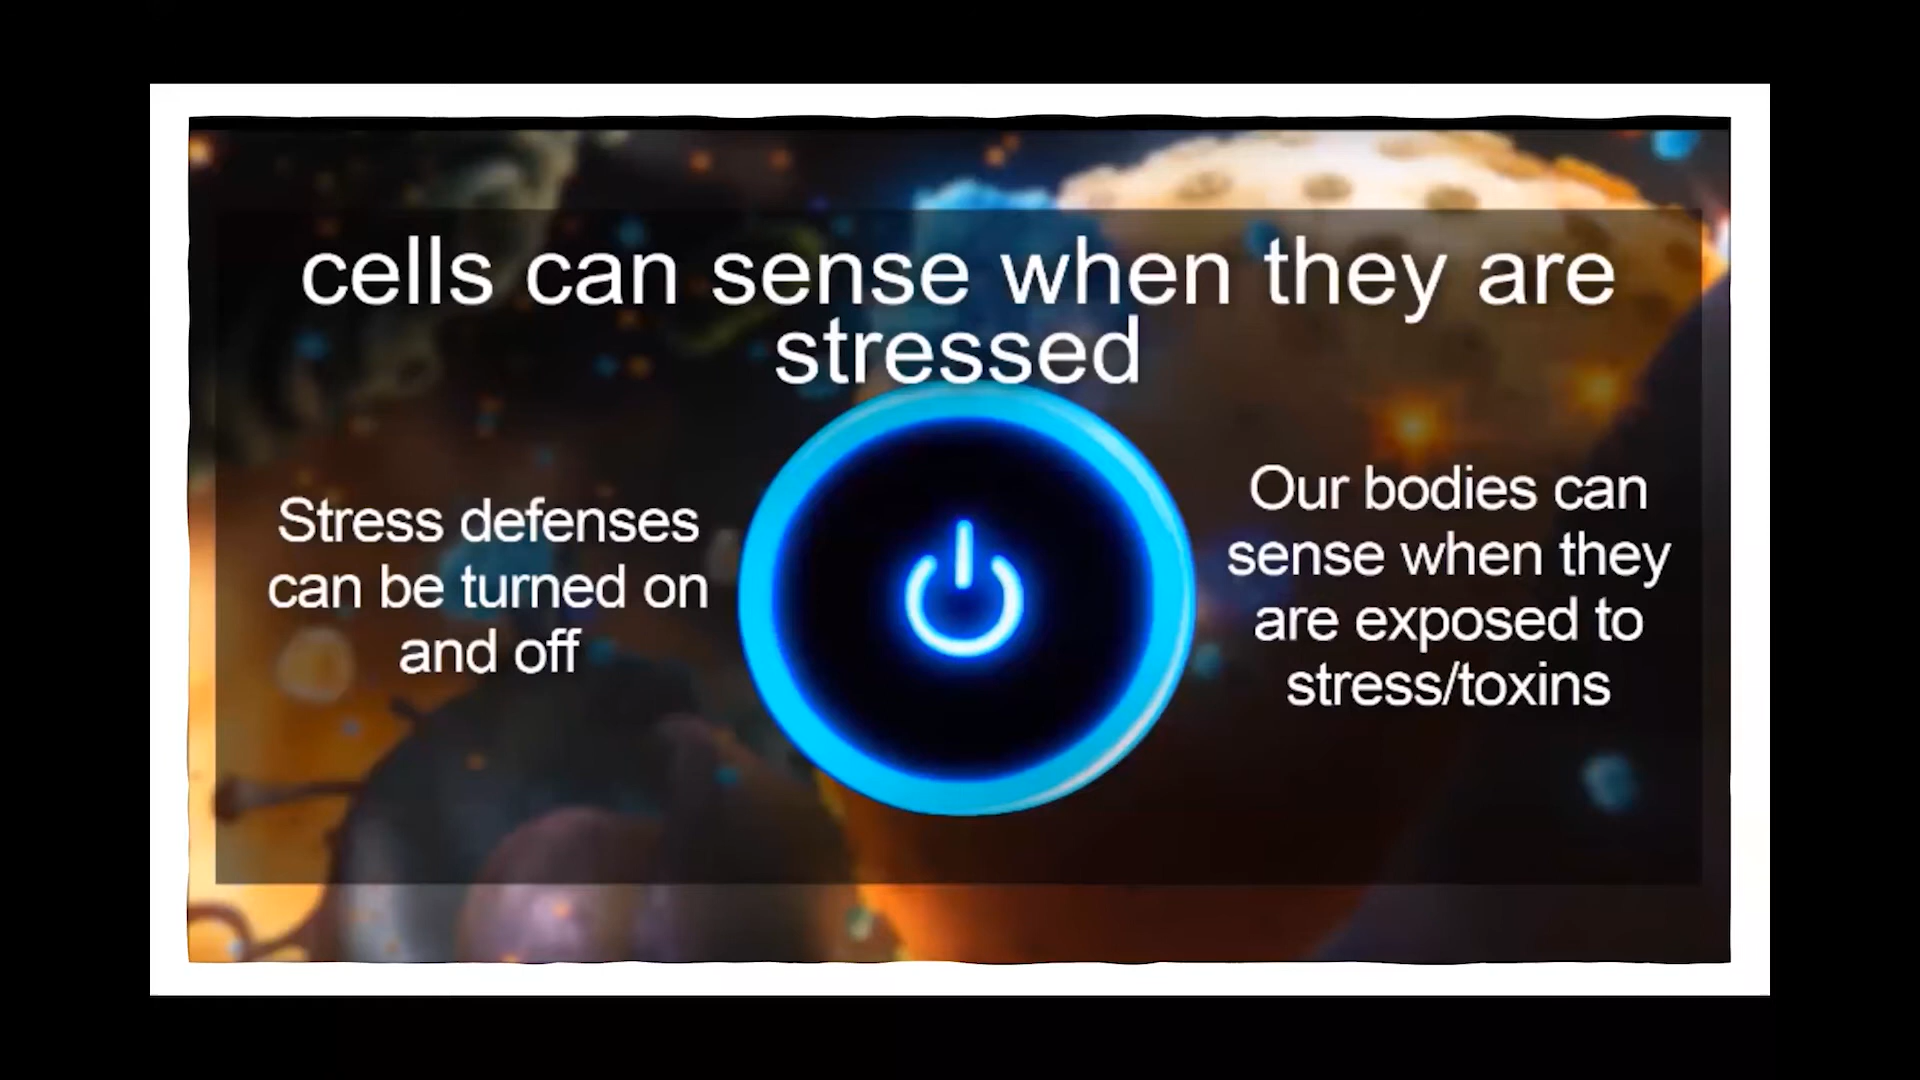 cells can sense when they are
stressed
Stress defenses
can be turned on
and off
Our bodies can
sense when they
are exposed to
stress/toxins